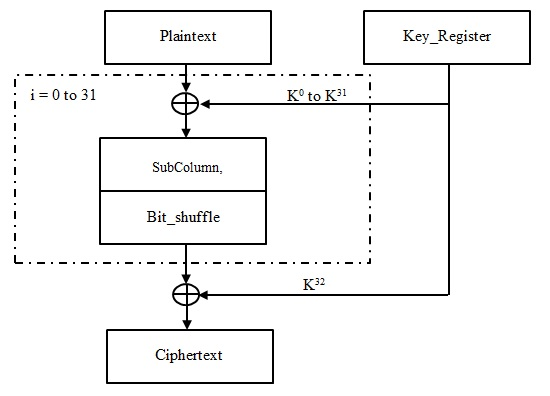 Plaintext
Key_Register
i = 0 to 31
K⁰ to K³¹
SubColumn,
Bit_shuffle
K³²
Ciphertext